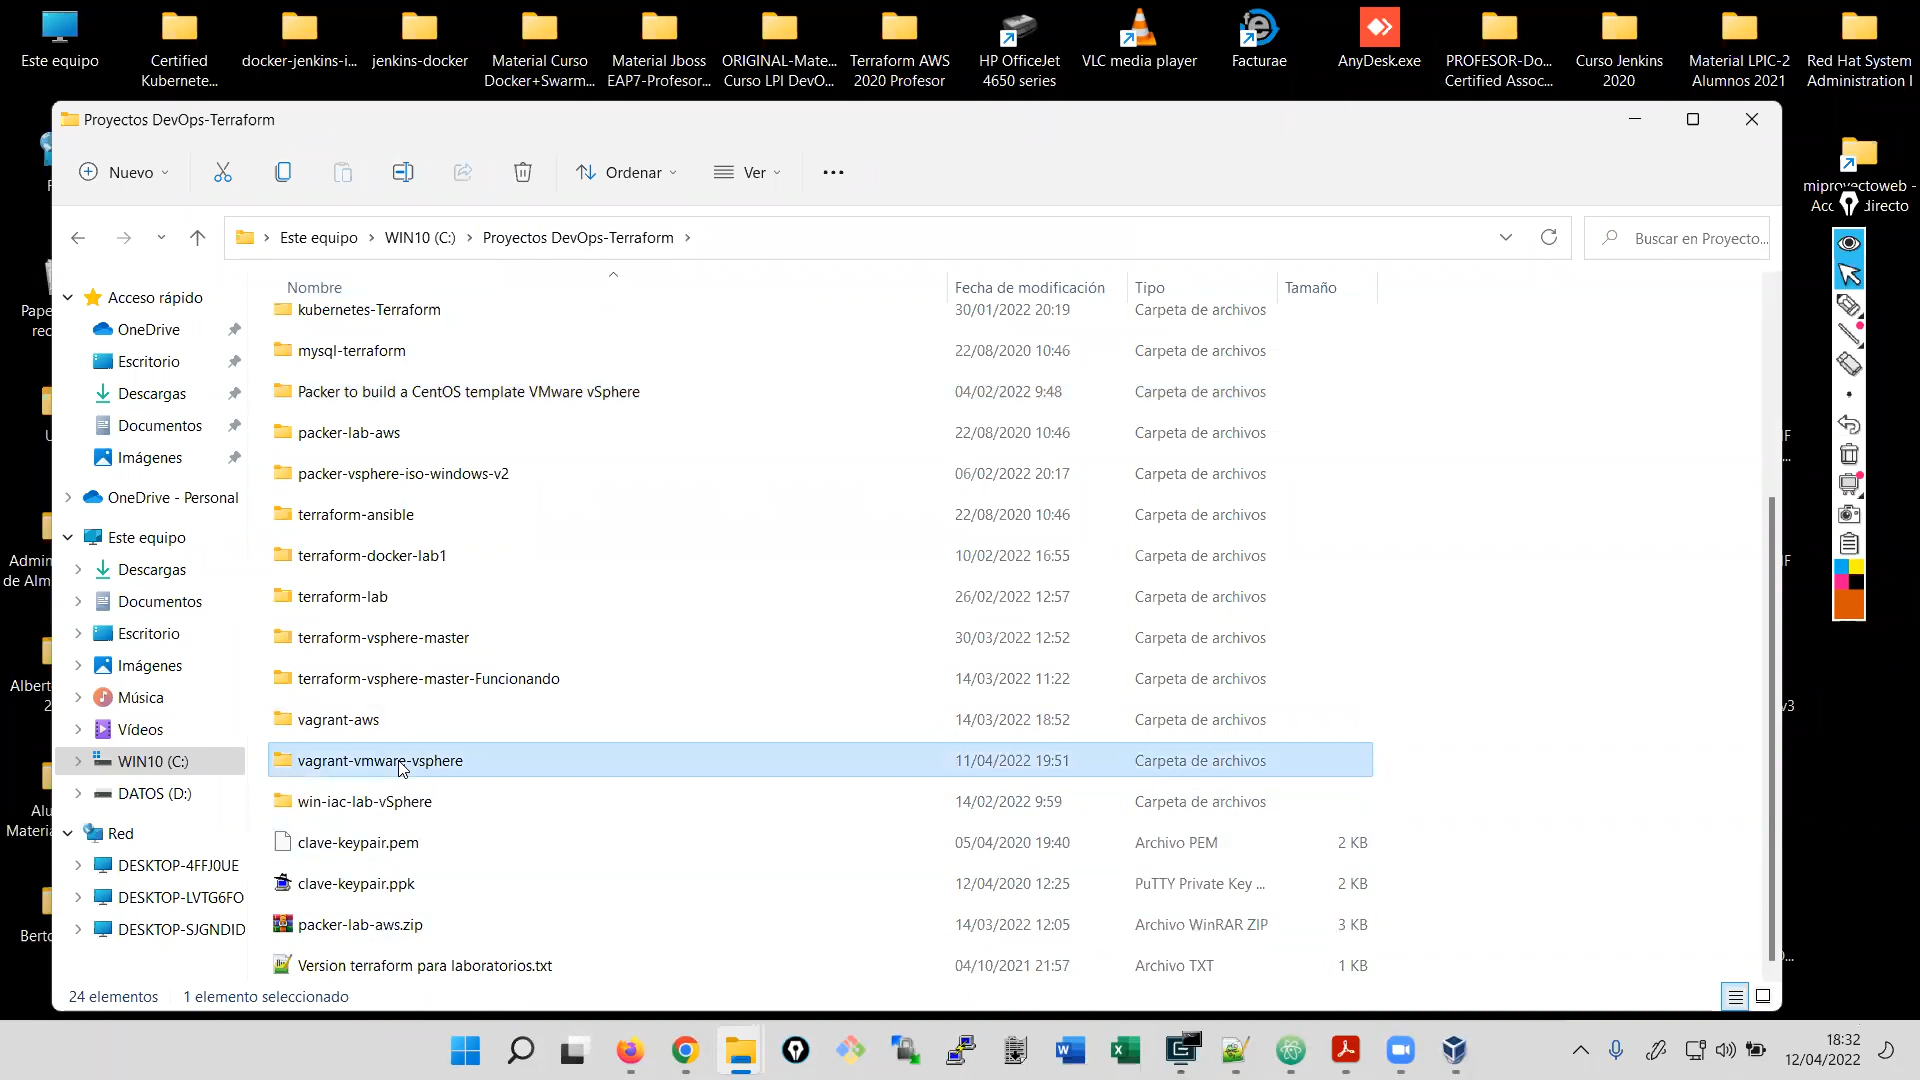 Este equipo
Certified
Kubernete...
docker-jenkins-i...
jenkins-docker
Material Curso
Docker+Swarm...
Material Jboss
EAP7-Profesor...
ORIGINAL-Mate...
Curso LPI DevO...
Terraform AWS
2020 Profesor
HP OfficeJet
4650 series
VLC media player
Facturae
AnyDesk.exe
PROFESOR-Do...
Certified Assoc...
Curso Jenkins
2020
Material LPIC-2
Alumnos 2021
Red Hat System
Administration I
Proyectos DevOps-Terraform
Nuevo
Ordenar
Ver
Este equipo
WIN10 (C:)
Proyectos DevOps-Terraform
Buscar en Proyecto...
Nombre
Fecha de modificación
Tipo
Tamaño
kubernetes-Terraform 30/01/2022 20:19 Carpeta de archivos
mysql-terraform 22/08/2020 10:46 Carpeta de archivos
Packer to build a CentOS template VMware vSphere 04/02/2022 9:48 Carpeta de archivos
packer-lab-aws 22/08/2020 10:46 Carpeta de archivos
packer-vsphere-iso-windows-v2 06/02/2022 20:17 Carpeta de archivos
terraform-ansible 22/08/2020 10:46 Carpeta de archivos
terraform-docker-lab1 10/02/2022 16:55 Carpeta de archivos
terraform-lab 26/02/2022 12:57 Carpeta de archivos
terraform-vsphere-master 30/03/2022 12:52 Carpeta de archivos
terraform-vsphere-master-Funcionando 14/03/2022 11:22 Carpeta de archivos
vagrant-aws 14/03/2022 18:52 Carpeta de archivos
vagrant-vmware-vsphere 11/04/2022 19:51 Carpeta de archivos
win-iac-lab-vSphere 14/02/2022 9:59 Carpeta de archivos
clave-keypair.pem 05/04/2020 19:40 Archivo PEM 2 KB
clave-keypair.ppk 12/04/2020 12:25 PuTTY Private Key ... 2 KB
packer-lab-aws.zip 14/03/2022 12:05 Archivo WinRAR ZIP 3 KB
Version terraform para laboratorios.txt 04/10/2021 21:57 Archivo TXT 1 KB
Acceso rápido
OneDrive
Escritorio
Descargas
Documentos
Imágenes
OneDrive - Personal
Este equipo
Descargas
Documentos
Escritorio
Imágenes
Música
Vídeos
WIN10 (C:)
DATOS (D:)
Red
DESKTOP-4FFJ0UE
DESKTOP-LVTG6FO
DESKTOP-SJGNDID
24 elementos
1 elemento seleccionado
Pape
rec
Admin
de Alm
Albert
2
Alu
Materia
Berto
miproyectoweb -
Acc directo
v3
18:32
12/04/2022